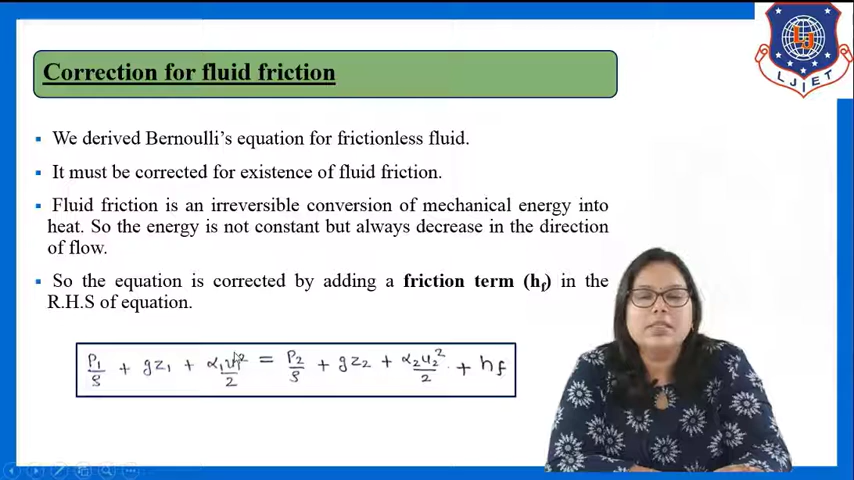 LJ
LJIET
Correction for fluid friction
▪ We derived Bernoulli's equation for frictionless fluid.
▪ It must be corrected for existence of fluid friction.
▪ Fluid friction is an irreversible conversion of mechanical energy into
heat. So the energy is not constant but always decrease in the direction
of flow.
▪ So the equation is corrected by adding a friction term (h_f) in the
R.H.S of equation.
P₁/ρ + gz₁ + α₁u₁²/2 = P₂/ρ + gz₂ + α₂u₂²/2 + h_f